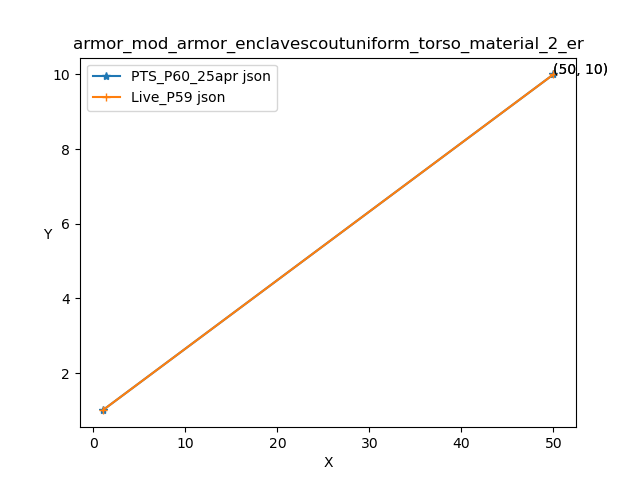 armor_mod_armor_enclavescoutuniform_torso_material_2_er
PTS_P60_25apr json
Live_P59 json
(50, 10)
10
8
6
4
2
Y
0 10 20 30 40 50
X